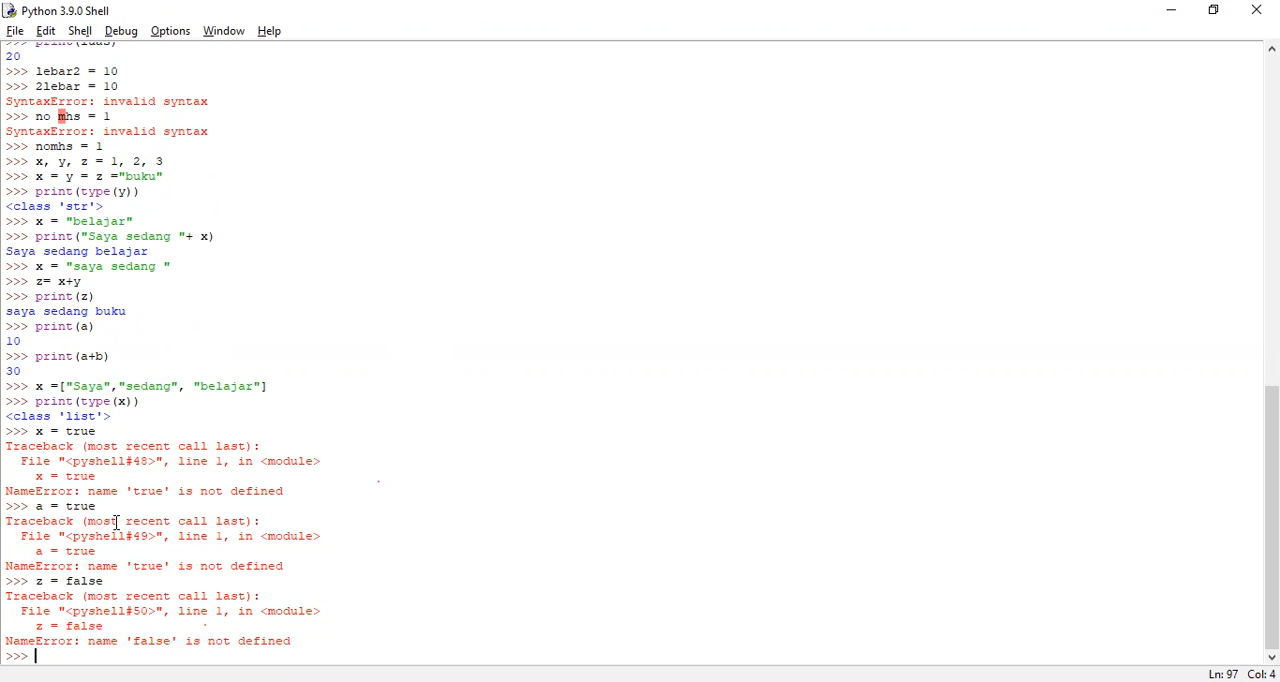 Python 3.9.0 Shell
File Edit Shell Debug Options Window Help
20
>>> lebar2 = 10
>>> 2lebar = 10
SyntaxError: invalid syntax
>>> no mhs = 1
SyntaxError: invalid syntax
>>> nomhs = 1
>>> x, y, z = 1, 2, 3
>>> x = y = z ="buku"
>>> print(type(y))
<class 'str'>
>>> x = "belajar"
>>> print("Saya sedang "+ x)
Saya sedang belajar
>>> x = "saya sedang "
>>> z= x+y
>>> print(z)
saya sedang buku
>>> print(a)
10
>>> print(a+b)
30
>>> x =["Saya","sedang", "belajar"]
>>> print(type(x))
<class 'list'>
>>> x = true
Traceback (most recent call last):
  File "<pyshell#48>", line 1, in <module>
    x = true
NameError: name 'true' is not defined
>>> a = true
Traceback (most recent call last):
  File "<pyshell#49>", line 1, in <module>
    a = true
NameError: name 'true' is not defined
>>> z = false
Traceback (most recent call last):
  File "<pyshell#50>", line 1, in <module>
    z = false
NameError: name 'false' is not defined
>>>
Ln: 97 Col: 4